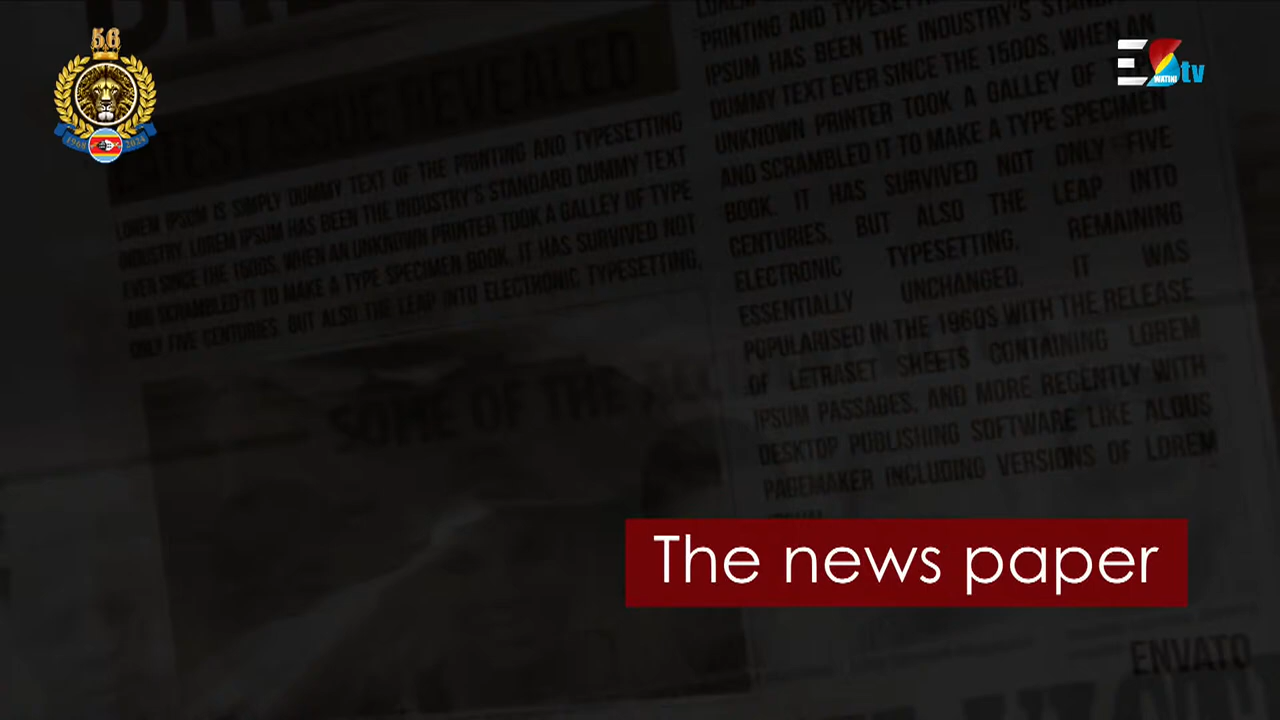 56
1968 2024
E
WATINI
tv
LATEST ISSUE REVEALED
LOREM IPSUM IS SIMPLY DUMMY TEXT OF THE PRINTING AND TYPESETTING
INDUSTRY. LOREM IPSUM HAS BEEN THE INDUSTRY'S STANDARD DUMMY TEXT
EVER SINCE THE 1500S, WHEN AN UNKNOWN PRINTER TOOK A GALLEY OF TYPE
AND SCRAMBLED IT TO MAKE A TYPE SPECIMEN BOOK. IT HAS SURVIVED NOT
ONLY FIVE CENTURIES, BUT ALSO THE LEAP INTO ELECTRONIC TYPESETTING,
SOME OF THE
PRINTING AND TYPESETTING
IPSUM HAS BEEN THE INDUSTRY'S STANDARD
DUMMY TEXT EVER SINCE THE 1500S, WHEN AN
UNKNOWN PRINTER TOOK A GALLEY OF
AND SCRAMBLED IT TO MAKE A TYPE SPECIMEN
BOOK. IT HAS SURVIVED NOT ONLY FIVE
CENTURIES, BUT ALSO THE LEAP INTO
ELECTRONIC TYPESETTING, REMAINING
ESSENTIALLY UNCHANGED. IT WAS
POPULARISED IN THE 1960S WITH THE RELEASE
OF LETRASET SHEETS CONTAINING LOREM
IPSUM PASSAGES, AND MORE RECENTLY WITH
DESKTOP PUBLISHING SOFTWARE LIKE ALDUS
PAGEMAKER INCLUDING VERSIONS OF LOREM
The news paper
ENVATO